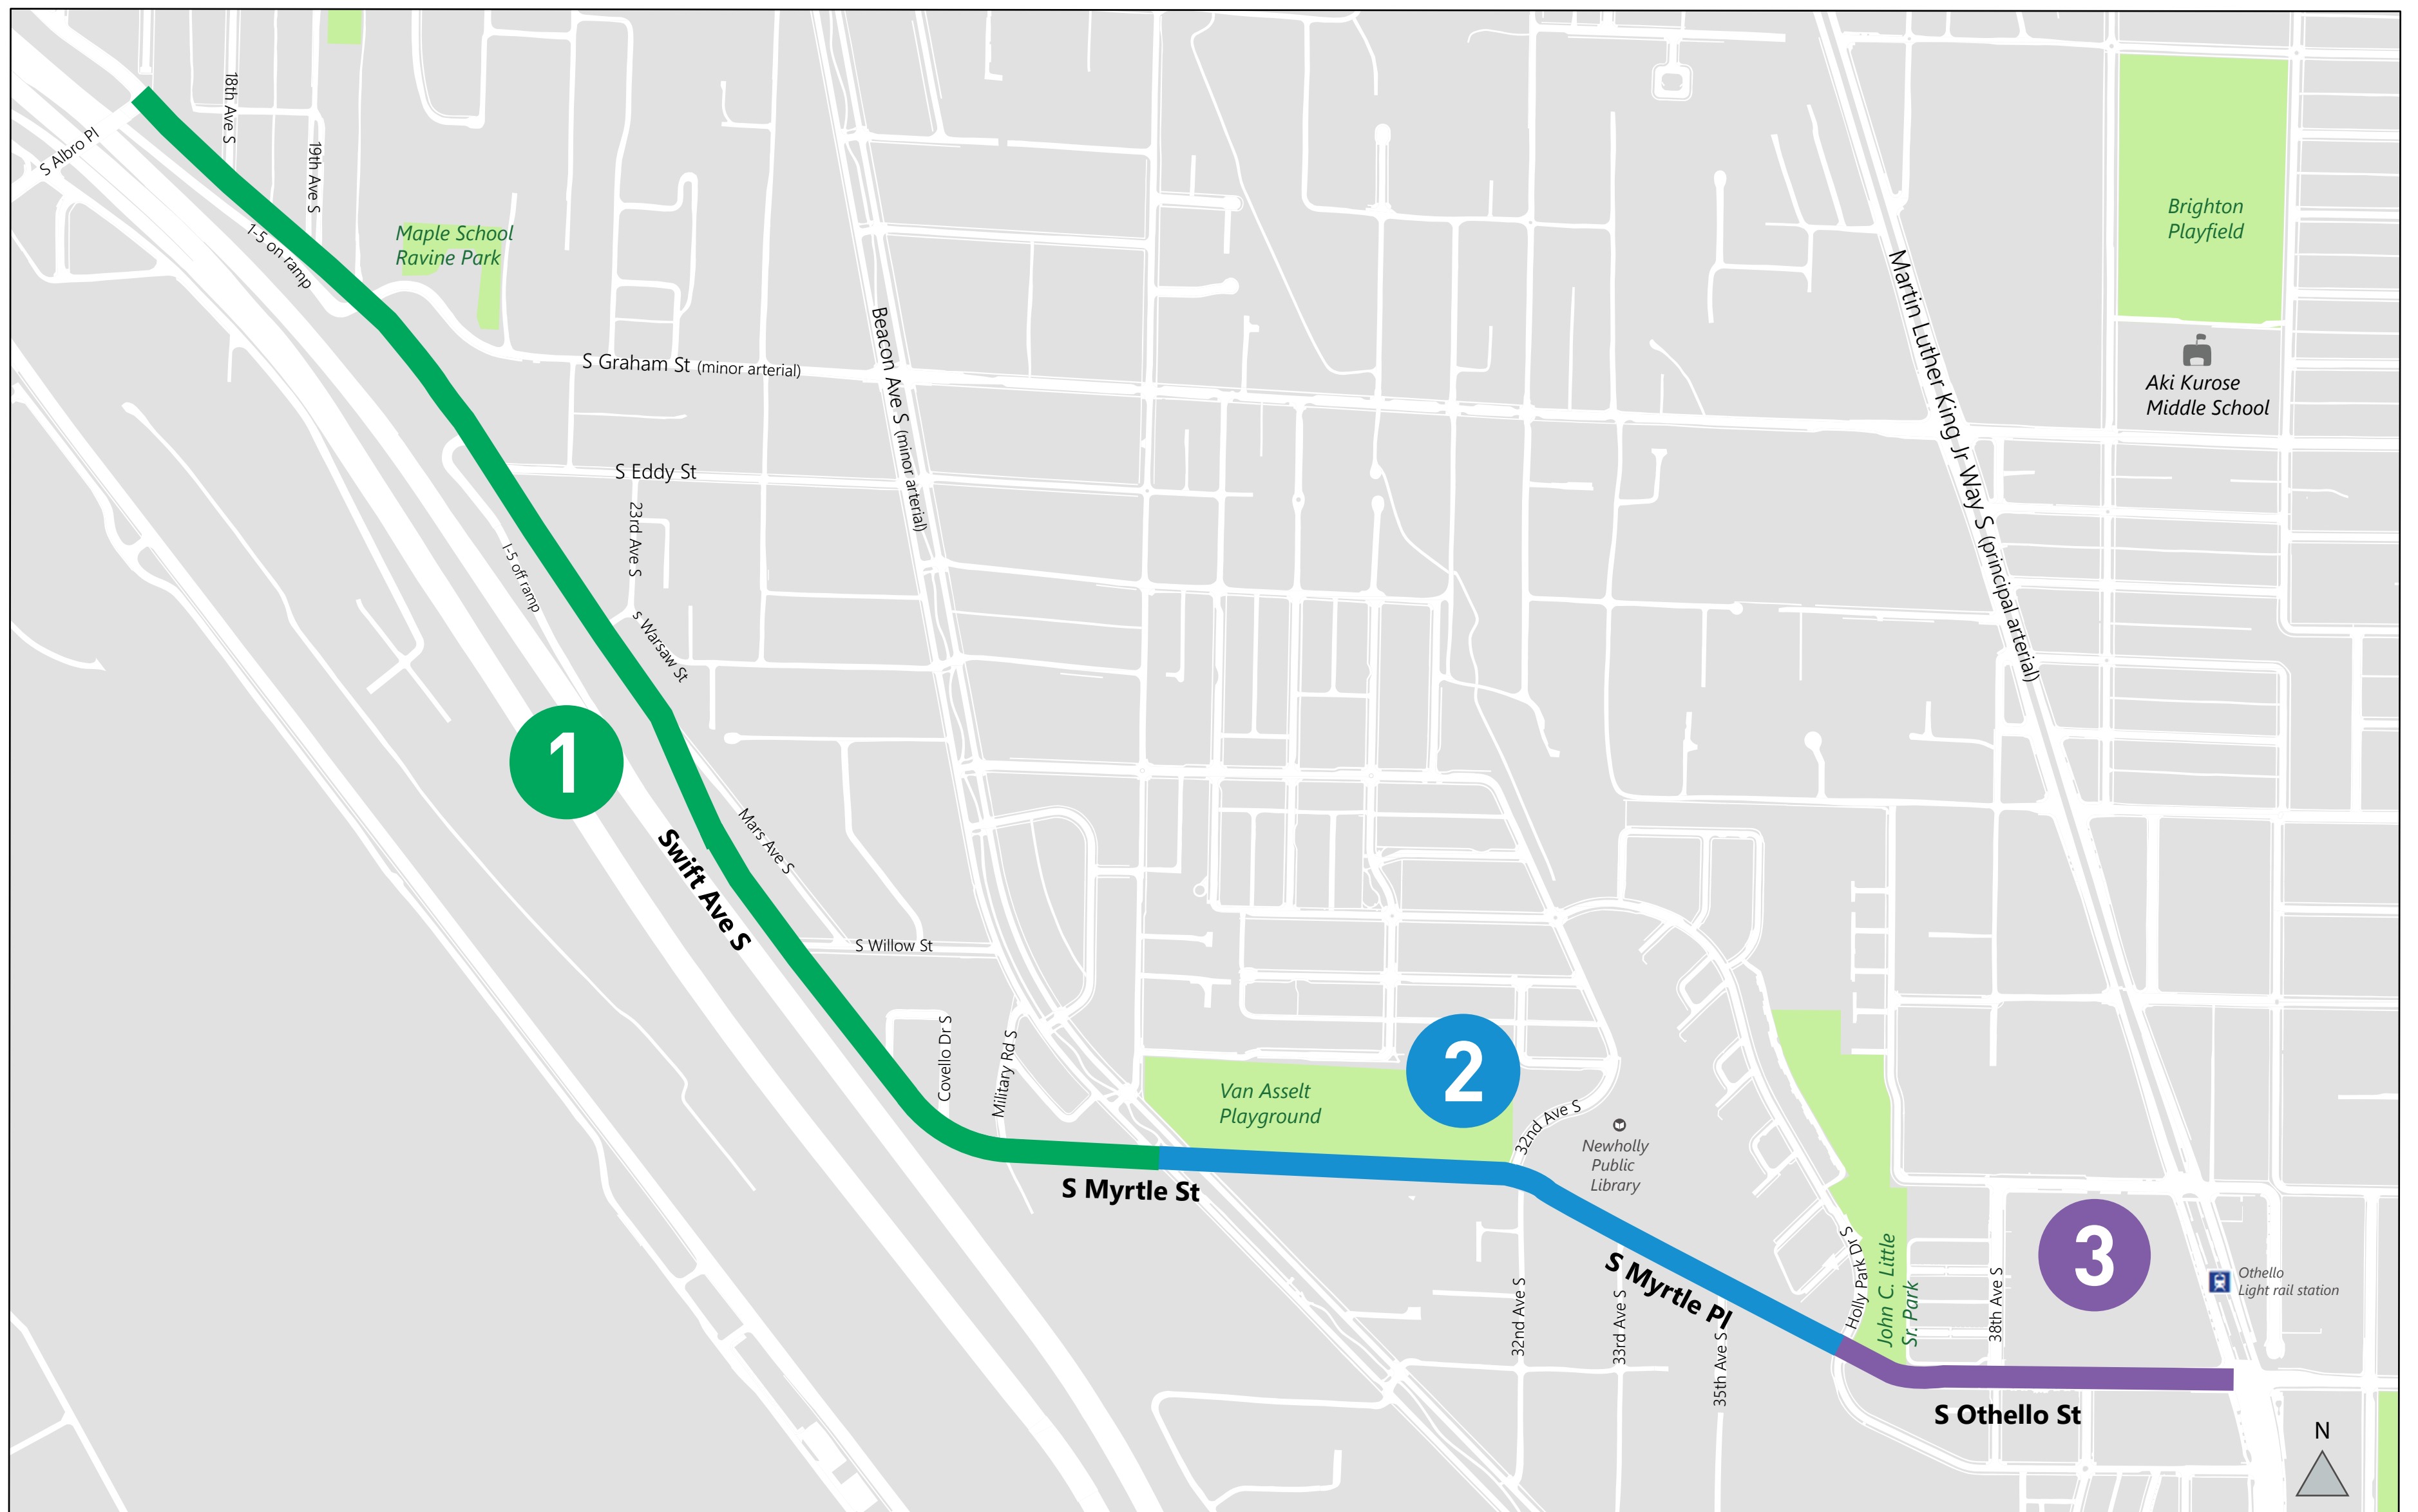 18th Ave S
19th Ave S
S Albro Pl
1-5 on ramp
Maple School
Ravine Park
Brighton
Playfield
Martin Luther King Jr Way S (principal arterial)
Beacon Ave S (minor arterial)
S Graham St (minor arterial)
Aki Kurose
Middle School
S Eddy St
23rd Ave S
I-5 off ramp
s Warsaw St
1
Mars Ave S
Swift Ave S
S Willow St
Covello Dr S
Military Rd S
2
Van Asselt
Playground
32nd Ave S
Newholly
Public
Library
S Myrtle St
3
Holly Park Dr S
John C. Little
Sr. Park
S Myrtle Pl
32nd Ave S
33rd Ave S
35th Ave S
38th Ave S
Othello
Light rail station
S Othello St
N